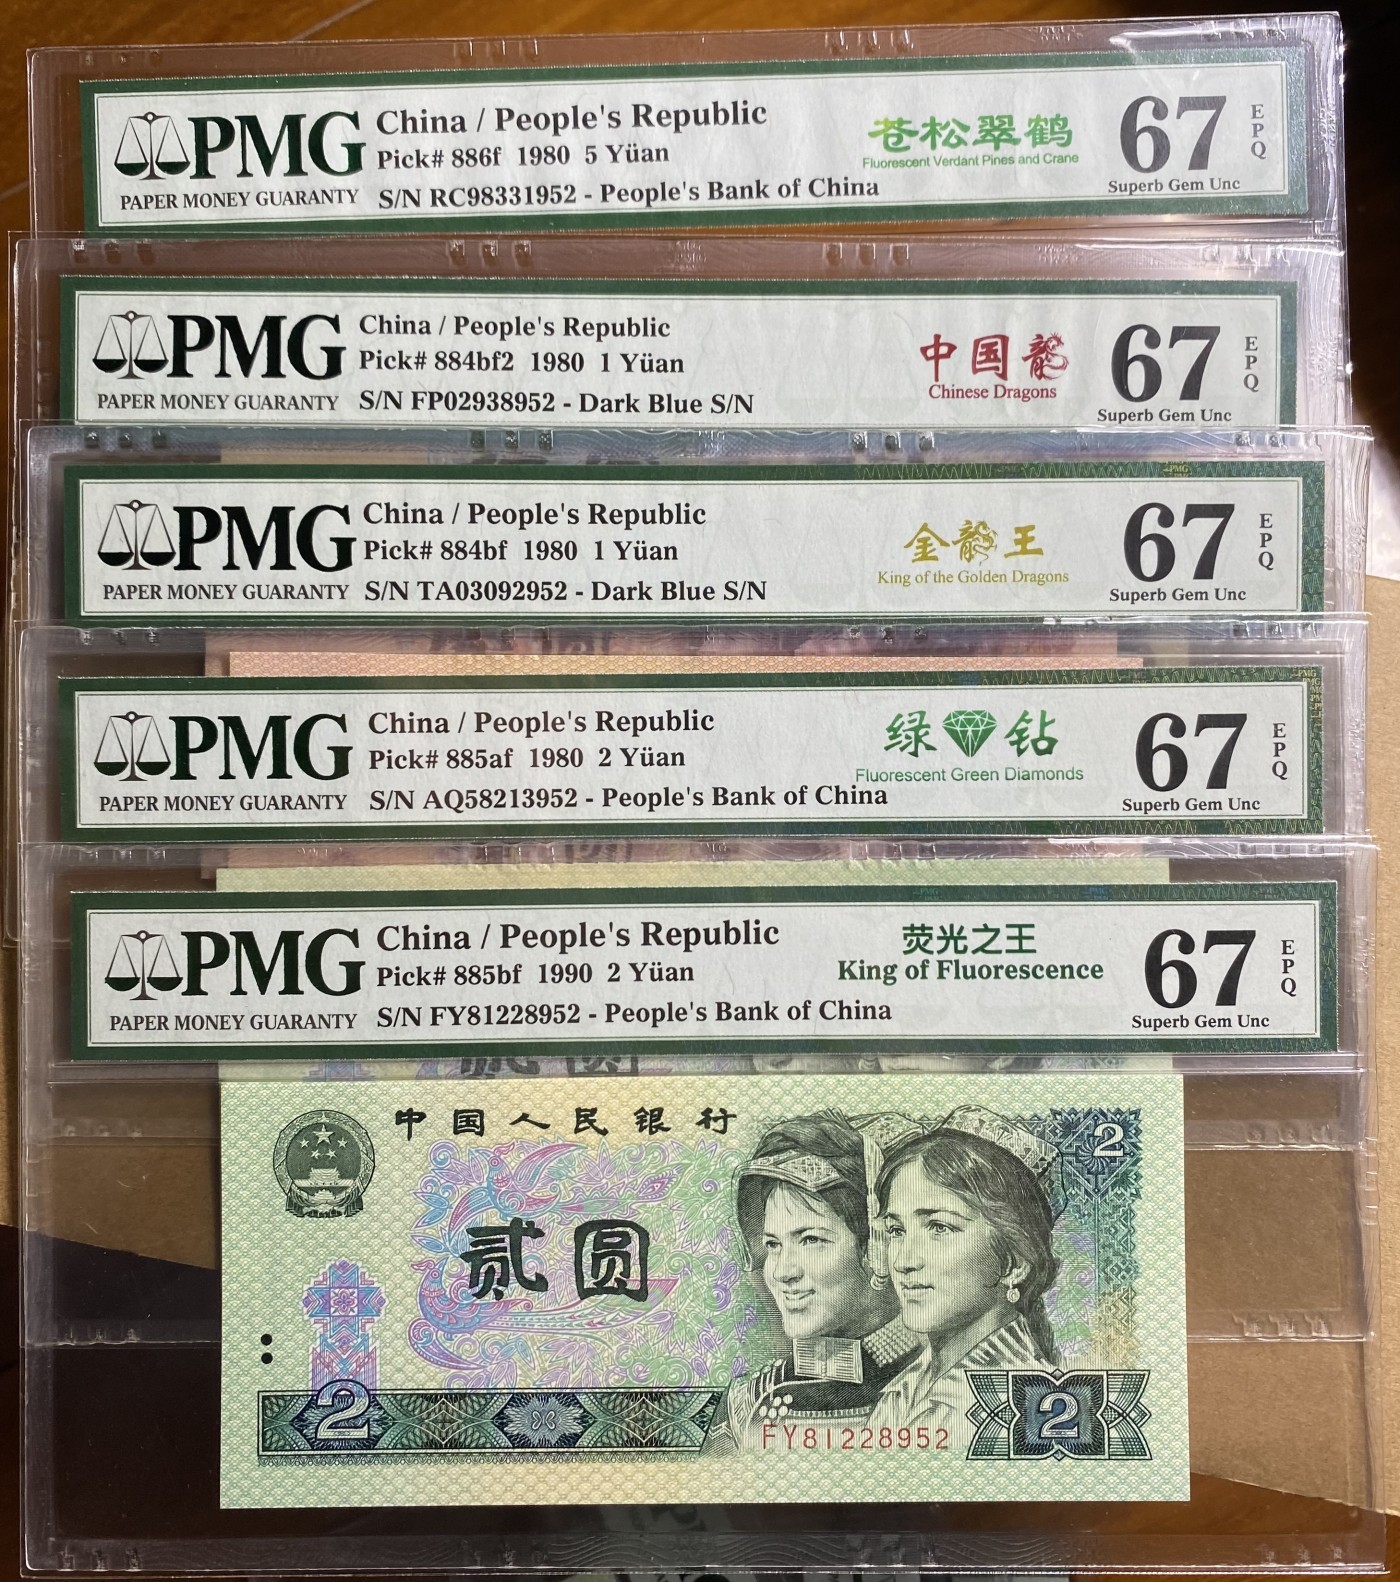 PMG
PAPER MONEY GUARANTY
China / People's Republic
Pick# 886f 1980 5 Yüan
S/N RC98331952 - People's Bank of China
苍松翠鹤
Fluorescent Verdant Pines and Crane
67
EPQ
Superb Gem Unc
PMG
PAPER MONEY GUARANTY
China / People's Republic
Pick# 884bf2 1980 1 Yüan
S/N FP02938952 - Dark Blue S/N
中国龍
Chinese Dragons
67
EPQ
Superb Gem Unc
PMG
PAPER MONEY GUARANTY
China / People's Republic
Pick# 884bf 1980 1 Yüan
S/N TA03092952 - Dark Blue S/N
金龍王
King of the Golden Dragons
67
EPQ
Superb Gem Unc
PMG
PAPER MONEY GUARANTY
China / People's Republic
Pick# 885af 1980 2 Yüan
S/N AQ58213952 - People's Bank of China
绿钻
Fluorescent Green Diamonds
67
EPQ
Superb Gem Unc
PMG
PAPER MONEY GUARANTY
China / People's Republic
Pick# 885bf 1990 2 Yüan
S/N FY81228952 - People's Bank of China
荧光之王
King of Fluorescence
67
EPQ
Superb Gem Unc
中国人民银行
2
贰圆
2
FY81228952
2